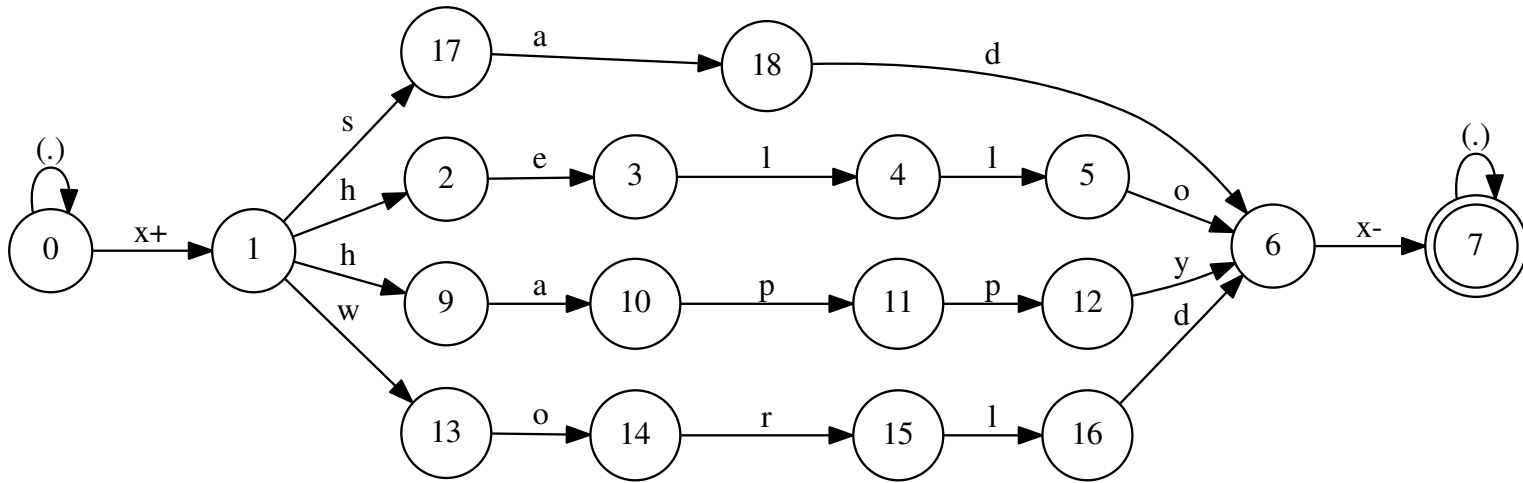 17 a 18 d
(.) s (.)
h 2 e 3 l 4 l 5 o
0 x+ 1 6 x- 7
h 9 a 10 p 11 p 12 y
w 13 o 14 r 15 l 16 d